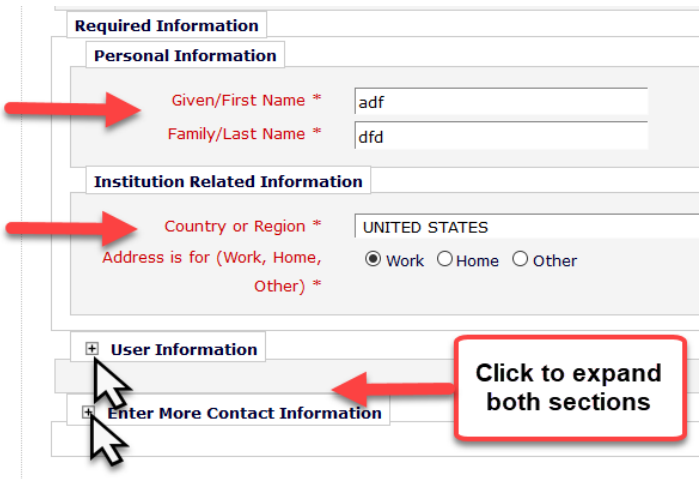 Required Information
Personal Information
Given/First Name *
adf
Family/Last Name *
dfd
Institution Related Information
Country or Region *
UNITED STATES
Address is for (Work, Home,
Other) *
Work Home Other
User Information
Click to expand
both sections
Enter More Contact Information